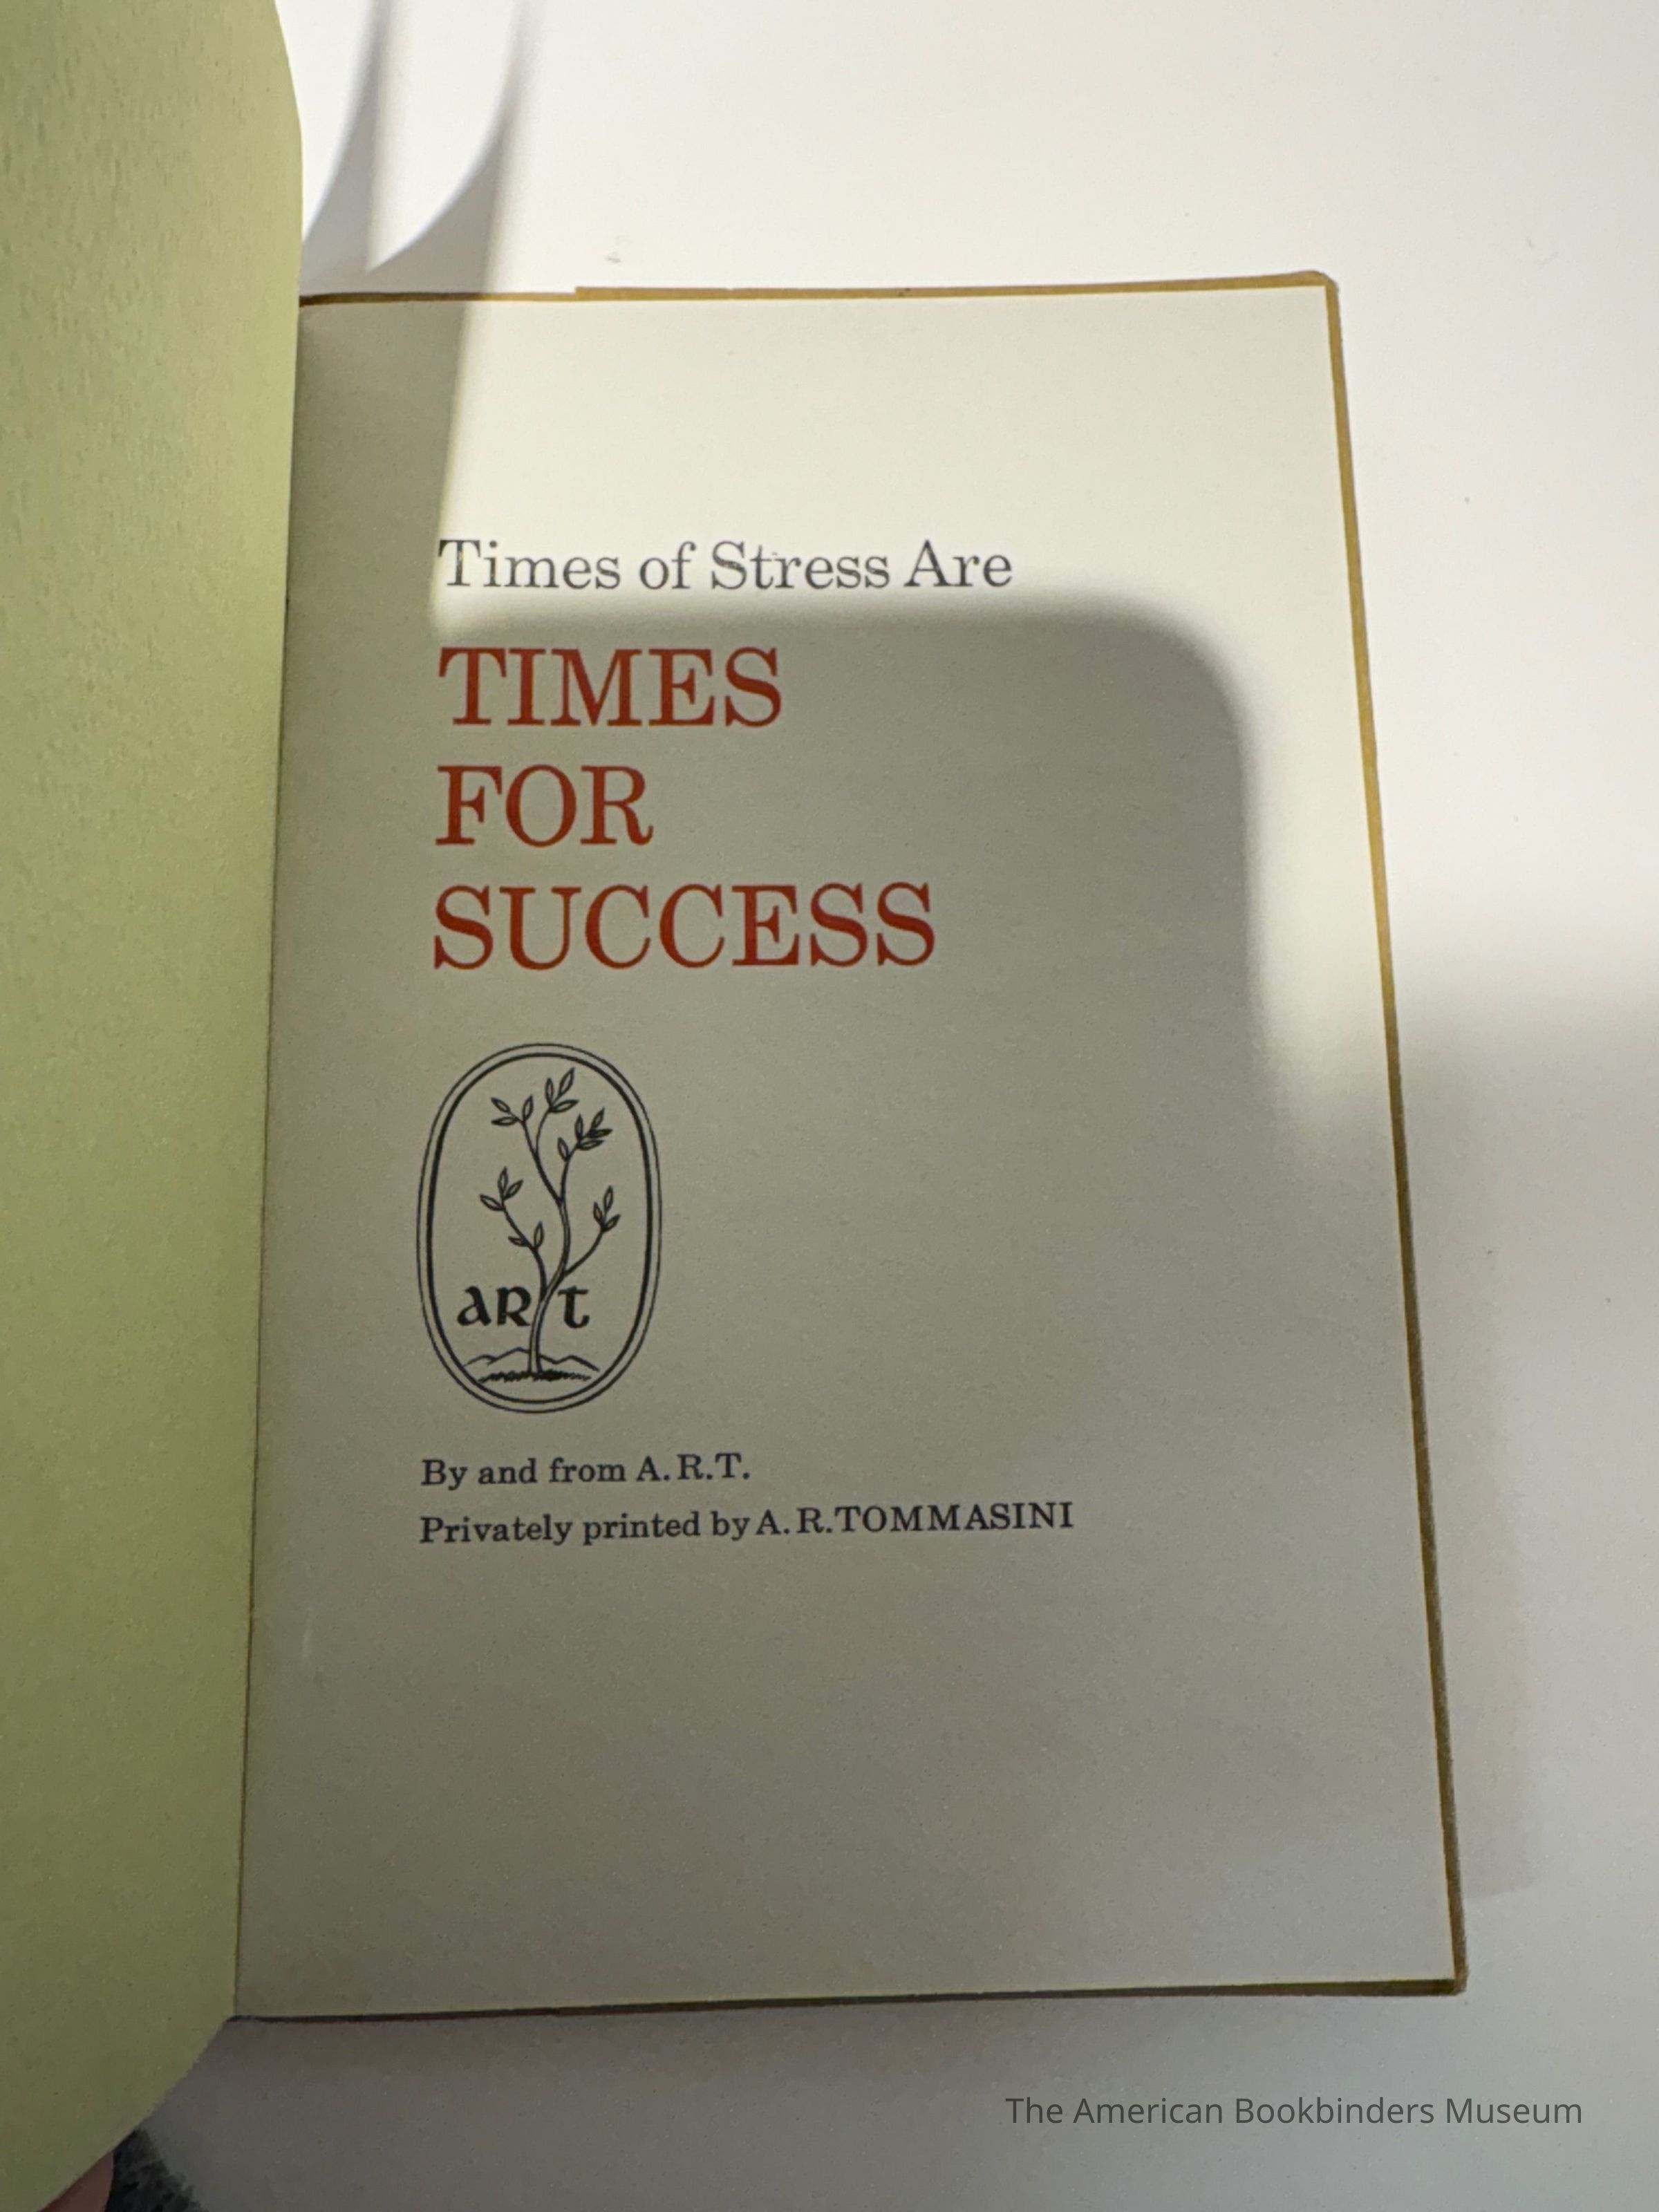 Times of Stress Are
TIMES
FOR
SUCCESS
aRt
By and from A. R.T.
Privately printed by A. R. TOMMASINI
The American Bookbinders Museum